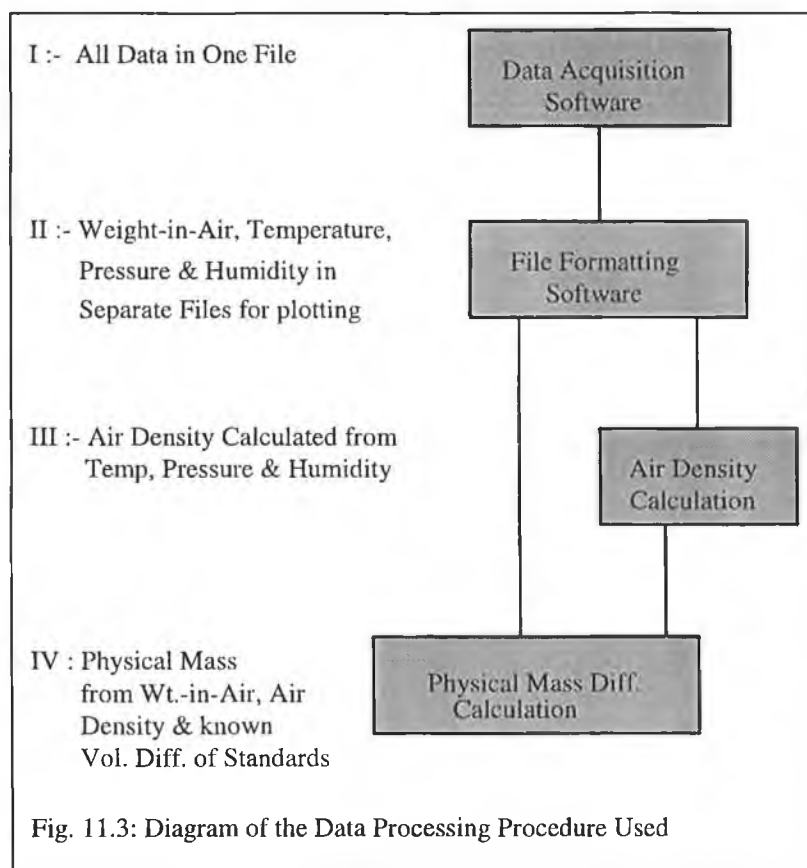 I :- All Data in One File
Data Acquisition
Software
II :- Weight-in-Air, Temperature,
Pressure & Humidity in
Separate Files for plotting
File Formatting
Software
III :- Air Density Calculated from
Temp, Pressure & Humidity
Air Density
Calculation
IV : Physical Mass
from Wt.-in-Air, Air
Density & known
Vol. Diff. of Standards
Physical Mass Diff.
Calculation
Fig. 11.3: Diagram of the Data Processing Procedure Used